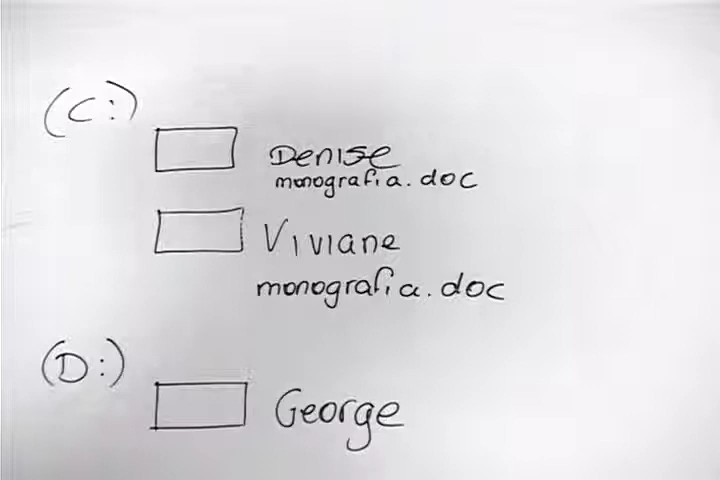 (C:)
Denise
monografia.doc
Viviane
monografia.doc
(D:)
George